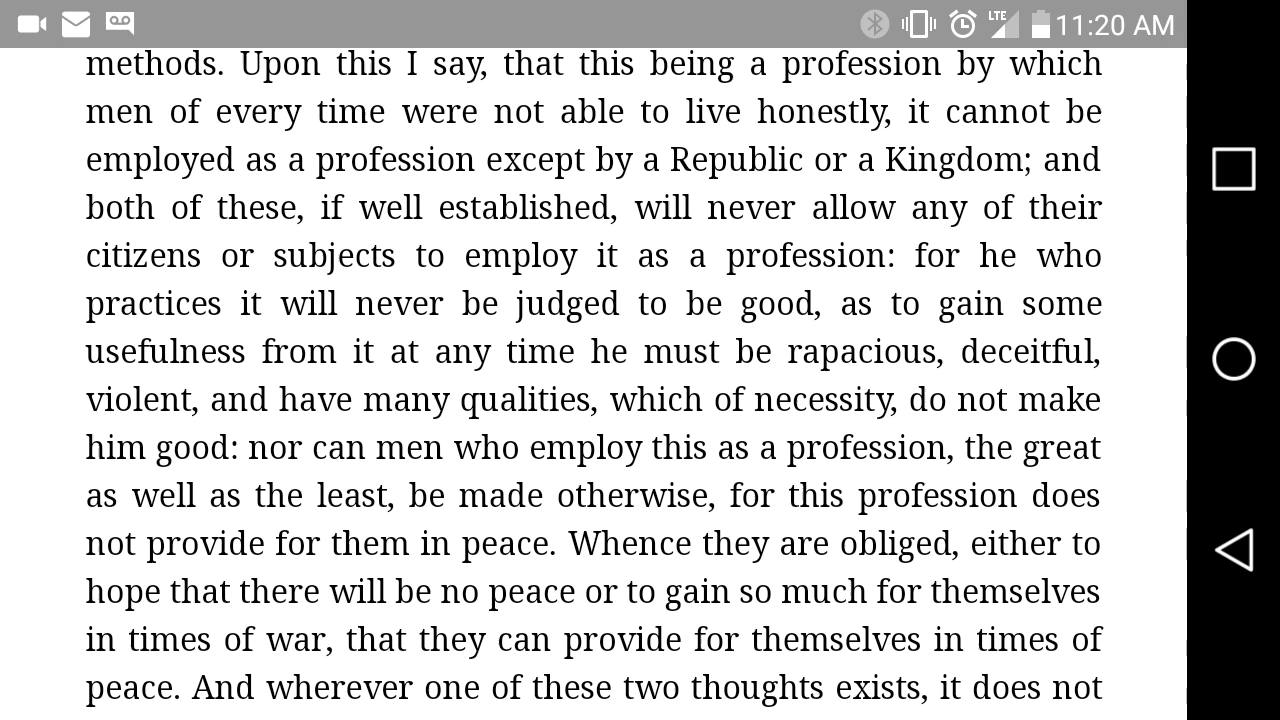 LTE 11:20 AM
methods. Upon this I say, that this being a profession by which
men of every time were not able to live honestly, it cannot be
employed as a profession except by a Republic or a Kingdom; and
both of these, if well established, will never allow any of their
citizens or subjects to employ it as a profession: for he who
practices it will never be judged to be good, as to gain some
usefulness from it at any time he must be rapacious, deceitful,
violent, and have many qualities, which of necessity, do not make
him good: nor can men who employ this as a profession, the great
as well as the least, be made otherwise, for this profession does
not provide for them in peace. Whence they are obliged, either to
hope that there will be no peace or to gain so much for themselves
in times of war, that they can provide for themselves in times of
peace. And wherever one of these two thoughts exists, it does not